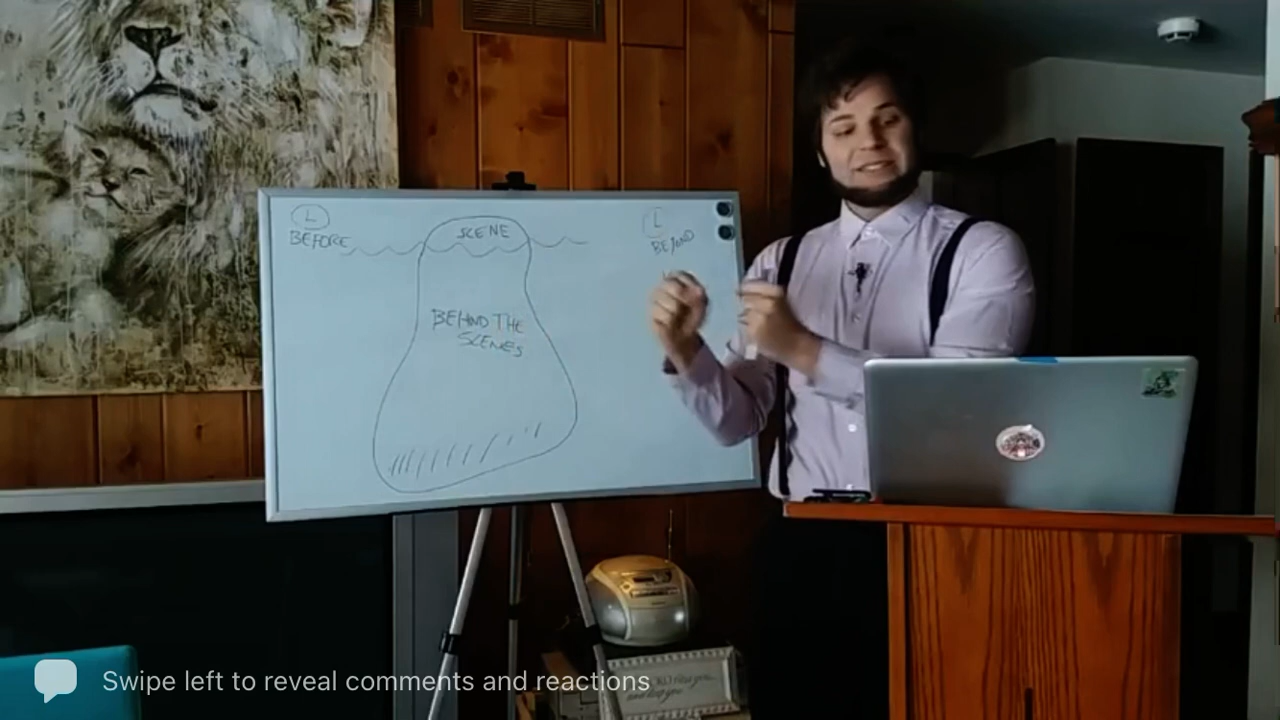 L
BEFORE
SCENE
L
BEYOND
BEHIND THE
SCENES
Swipe left to reveal comments and reactions